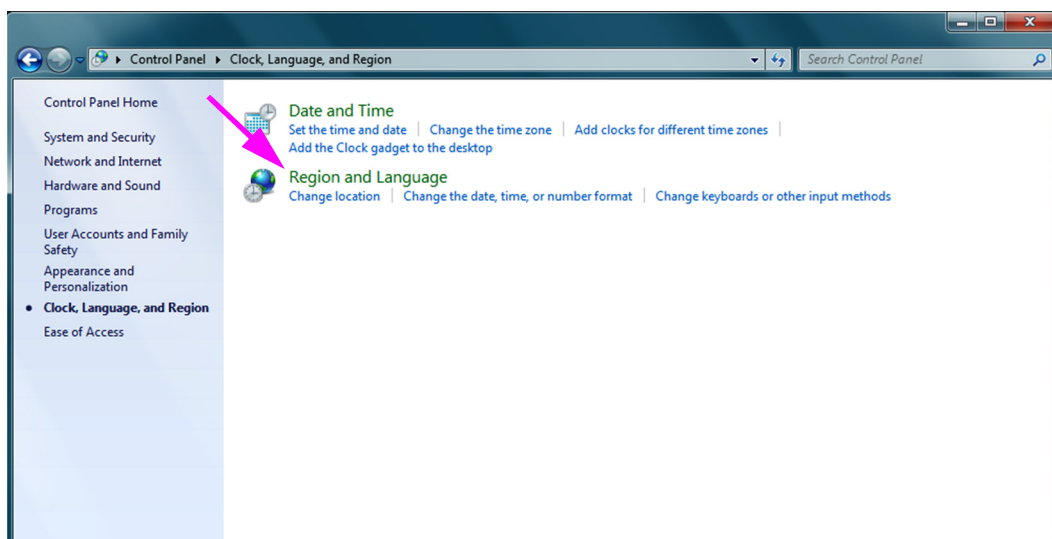 Control Panel Clock, Language, and Region
Search Control Panel
Control Panel Home
System and Security
Network and Internet
Hardware and Sound
Programs
User Accounts and Family
Safety
Appearance and
Personalization
Clock, Language, and Region
Ease of Access
Date and Time
Set the time and date Change the time zone Add clocks for different time zones
Add the Clock gadget to the desktop
Region and Language
Change location Change the date, time, or number format Change keyboards or other input methods